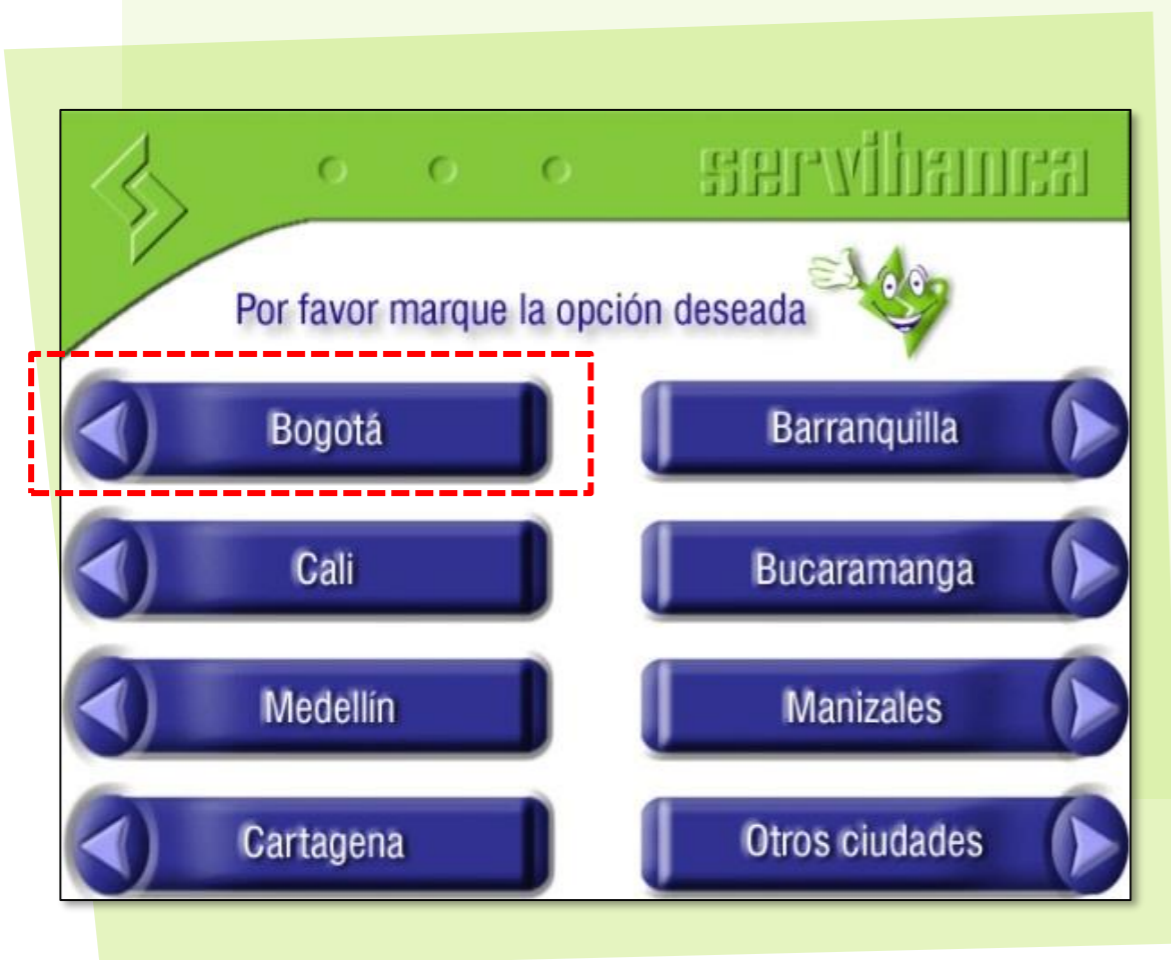 servibanca
Por favor marque la opción deseada
Bogotá
Barranquilla
Cali
Bucaramanga
Medellín
Manizales
Cartagena
Otros ciudades